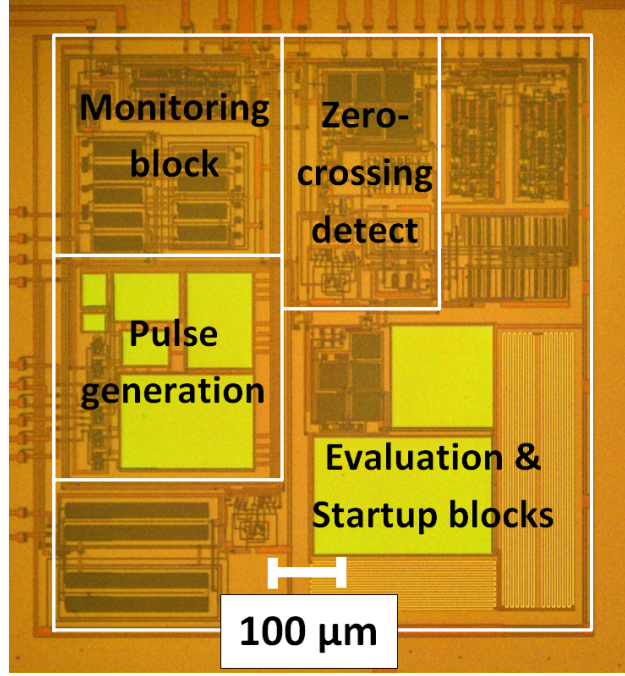 Monitoring
block
Zero-
crossing
detect
Pulse
generation
Evaluation &
Startup blocks
100 μm